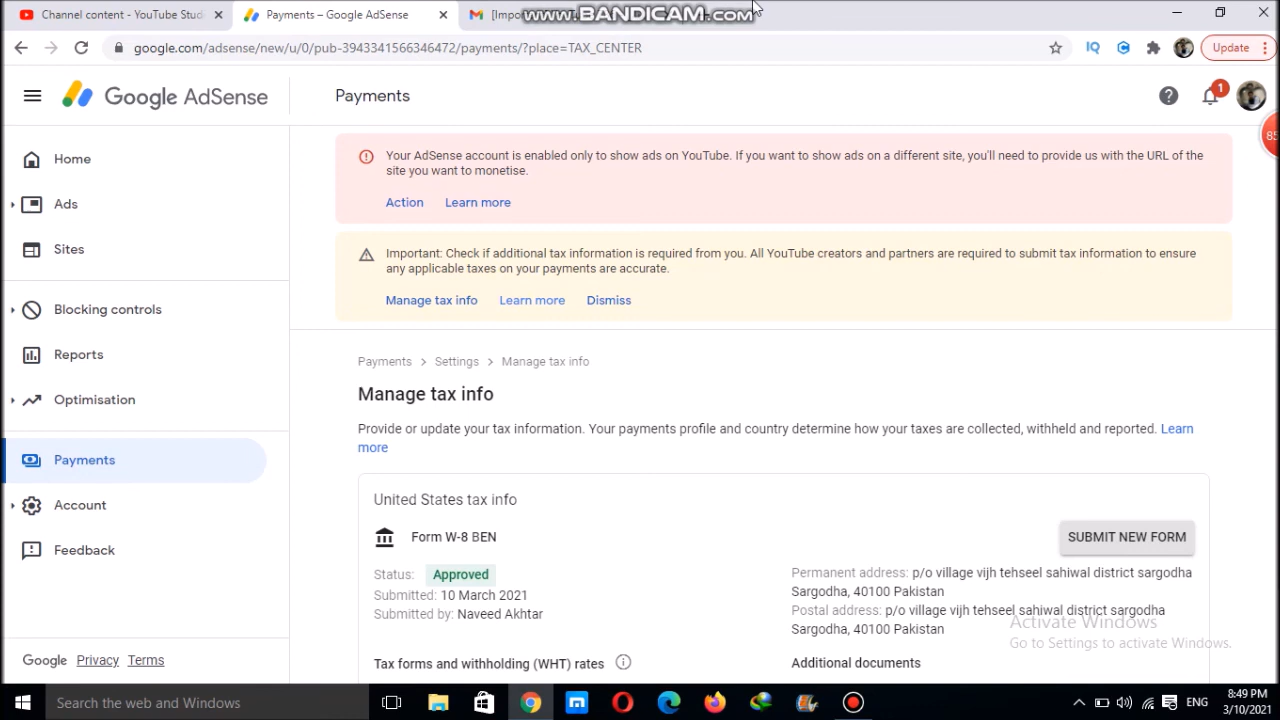 Channel content - YouTube Stud
Payments – Google AdSense
[Impo
www.BANDICAM.com
google.com/adsense/new/u/0/pub-3943341566346472/payments/?place=TAX_CENTER
IQ
Update
Google AdSense
Payments
1
85
Home
Ads
Sites
Blocking controls
Reports
Optimisation
Payments
Account
Feedback
Google Privacy Terms
Your AdSense account is enabled only to show ads on YouTube. If you want to show ads on a different site, you'll need to provide us with the URL of the
site you want to monetise.
Action Learn more
Important: Check if additional tax information is required from you. All YouTube creators and partners are required to submit tax information to ensure
any applicable taxes on your payments are accurate.
Manage tax info Learn more Dismiss
Payments > Settings > Manage tax info
Manage tax info
Provide or update your tax information. Your payments profile and country determine how your taxes are collected, withheld and reported. Learn
more
United States tax info
Form W-8 BEN
SUBMIT NEW FORM
Status: Approved
Submitted: 10 March 2021
Submitted by: Naveed Akhtar
Permanent address: p/o village vijh tehseel sahiwal district sargodha
Sargodha, 40100 Pakistan
Postal address: p/o village vijh tehseel sahiwal district sargodha
Sargodha, 40100 Pakistan
Tax forms and withholding (WHT) rates
Additional documents
Activate Windows
Go to Settings to activate Windows.
Search the web and Windows
ENG
8:49 PM
3/10/2021